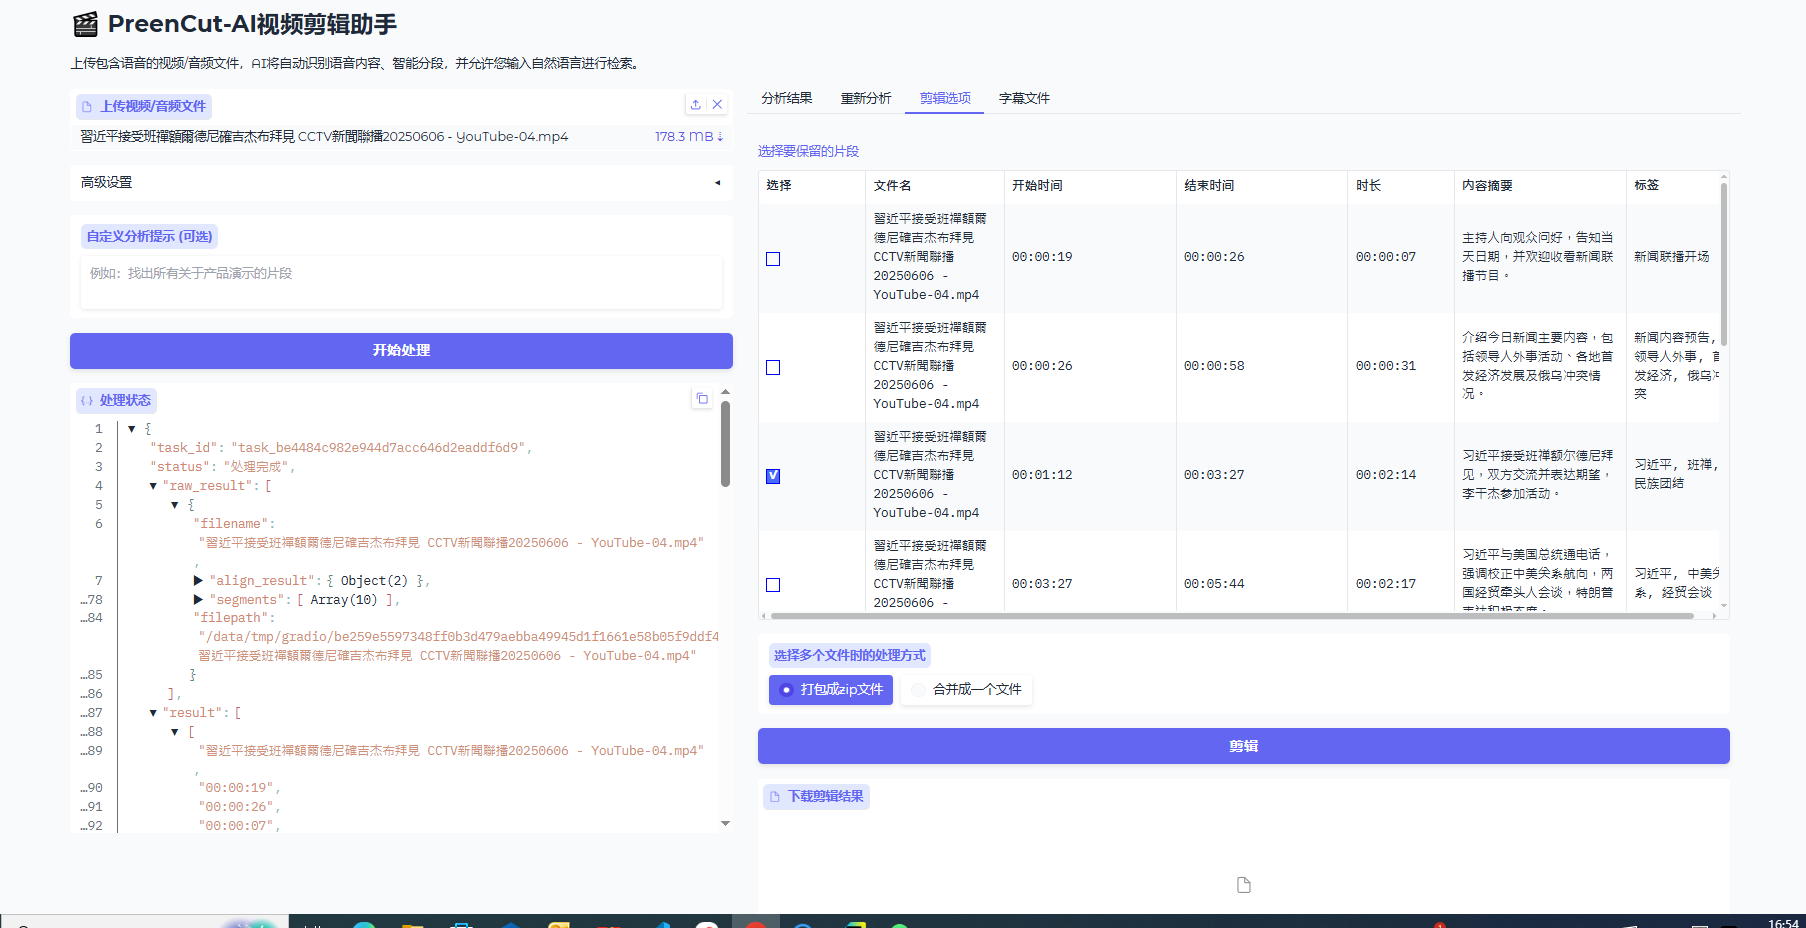 PreenCut-AI视频剪辑助手
上传包含语音的视频/音频文件，AI将自动识别语音内容、智能分段，并允许您输入自然语言进行检索。
上传视频/音频文件
習近平接受班禪額爾德尼確吉杰布拜見 CCTV新聞聯播20250606 - YouTube-04.mp4
178.3 MB ↓
高级设置
自定义分析提示 (可选)
例如：找出所有关于产品演示的片段
开始处理
处理状态
1 {
2 "task_id": "task_be4484c982e944d7acc646d2eaddf6d9",
3 "status": "处理完成",
4 "raw_result": [
5 {
6 "filename":
"習近平接受班禪額爾德尼確吉杰布拜見 CCTV新聞聯播20250606 - YouTube-04.mp4"
,
7 "align_result": { Object(2) },
…78 "segments": [ Array(10) ],
…84 "filepath":
"/data/tmp/gradio/be259e5597348ff0b3d479aebba49945d1f1661e58b05f9ddf4
習近平接受班禪額爾德尼確吉杰布拜見 CCTV新聞聯播20250606 - YouTube-04.mp4"
…85 }
…86 ],
…87 "result": [
…88 [
…89 "習近平接受班禪額爾德尼確吉杰布拜見 CCTV新聞聯播20250606 - YouTube-04.mp4"
,
…90 "00:00:19",
…91 "00:00:26",
…92 "00:00:07",
分析结果 重新分析 剪辑选项 字幕文件
选择要保留的片段
选择 文件名 开始时间 结束时间 时长 内容摘要 标签
習近平接受班禪額爾
德尼確吉杰布拜見
CCTV新聞聯播
20250606 -
YouTube-04.mp4
00:00:19
00:00:26
00:00:07
主持人向观众问好，告知当
天日期，并欢迎收看新闻联
播节目。
新闻联播开场
習近平接受班禪額爾
德尼確吉杰布拜見
CCTV新聞聯播
20250606 -
YouTube-04.mp4
00:00:26
00:00:58
00:00:31
介绍今日新闻主要内容，包
括领导人外事活动、各地首
发经济发展及俄乌冲突情
况。
新闻内容预告,
领导人外事, 首
发经济, 俄乌冲
突
習近平接受班禪額爾
德尼確吉杰布拜見
CCTV新聞聯播
20250606 -
YouTube-04.mp4
00:01:12
00:03:27
00:02:14
习近平接受班禅额尔德尼拜
见，双方交流并表达期望，
李干杰参加活动。
习近平, 班禅,
民族团结
習近平接受班禪額爾
德尼確吉杰布拜見
CCTV新聞聯播
20250606 -
00:03:27
00:05:44
00:02:17
习近平与美国总统通电话，
强调校正中美关系航向，两
国经贸牵头人会谈，特朗普
习近平, 中美关
系, 经贸会谈
选择多个文件时的处理方式
打包成zip文件 合并成一个文件
剪辑
下载剪辑结果
16:54